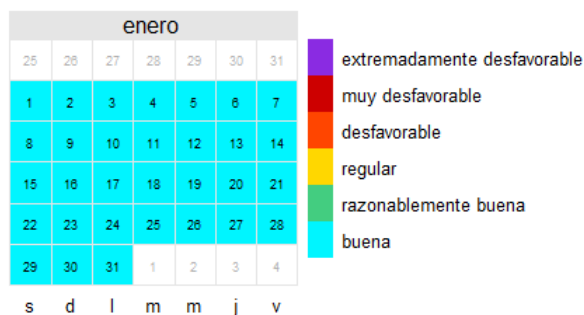 enero
25 26 27 28 29 30 31
1 2 3 4 5 6 7
8 9 10 11 12 13 14
15 16 17 18 19 20 21
22 23 24 25 26 27 28
29 30 31 1 2 3 4
s d l m m j v
extremadamente desfavorable
muy desfavorable
desfavorable
regular
razonablemente buena
buena